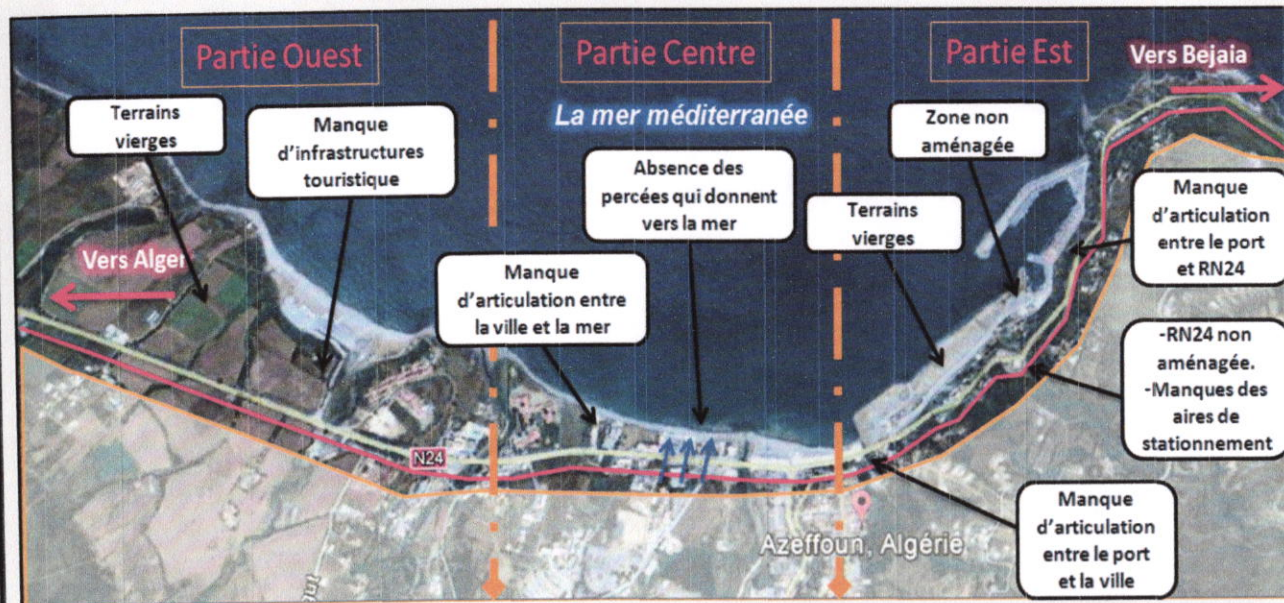 Partie Ouest
Partie Centre
Partie Est
Vers Bejaia
La mer méditerranée
Terrains
vierges
Manque
d'infrastructures
touristique
Absence des
percées qui donnent
vers la mer
Zone non
aménagée
Terrains
vierges
Manque
d'articulation
entre le port
et RN24
Vers Alger
Manque
d'articulation entre
la ville et la mer
-RN24 non
aménagée.
-Manques des
aires de
stationnement
N24
Manque
d'articulation
entre le port
et la ville
Azeffoun, Algérie